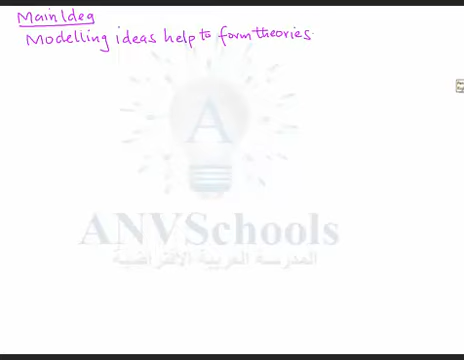 Main Idea
Modelling ideas help to form theories.
A
ANVSchools
المدرسة العربية الافتراضية